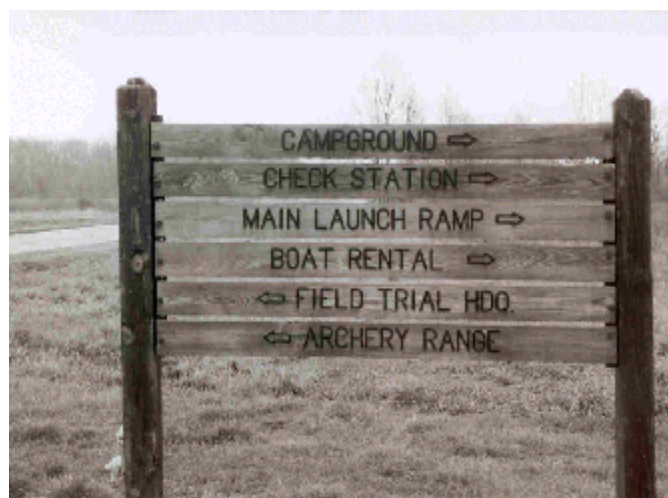 CAMPGROUND ⇨
CHECK STATION ⇨
MAIN LAUNCH RAMP ⇨
BOAT RENTAL ⇨
⇦ FIELD TRIAL HDQ.
⇦ ARCHERY RANGE